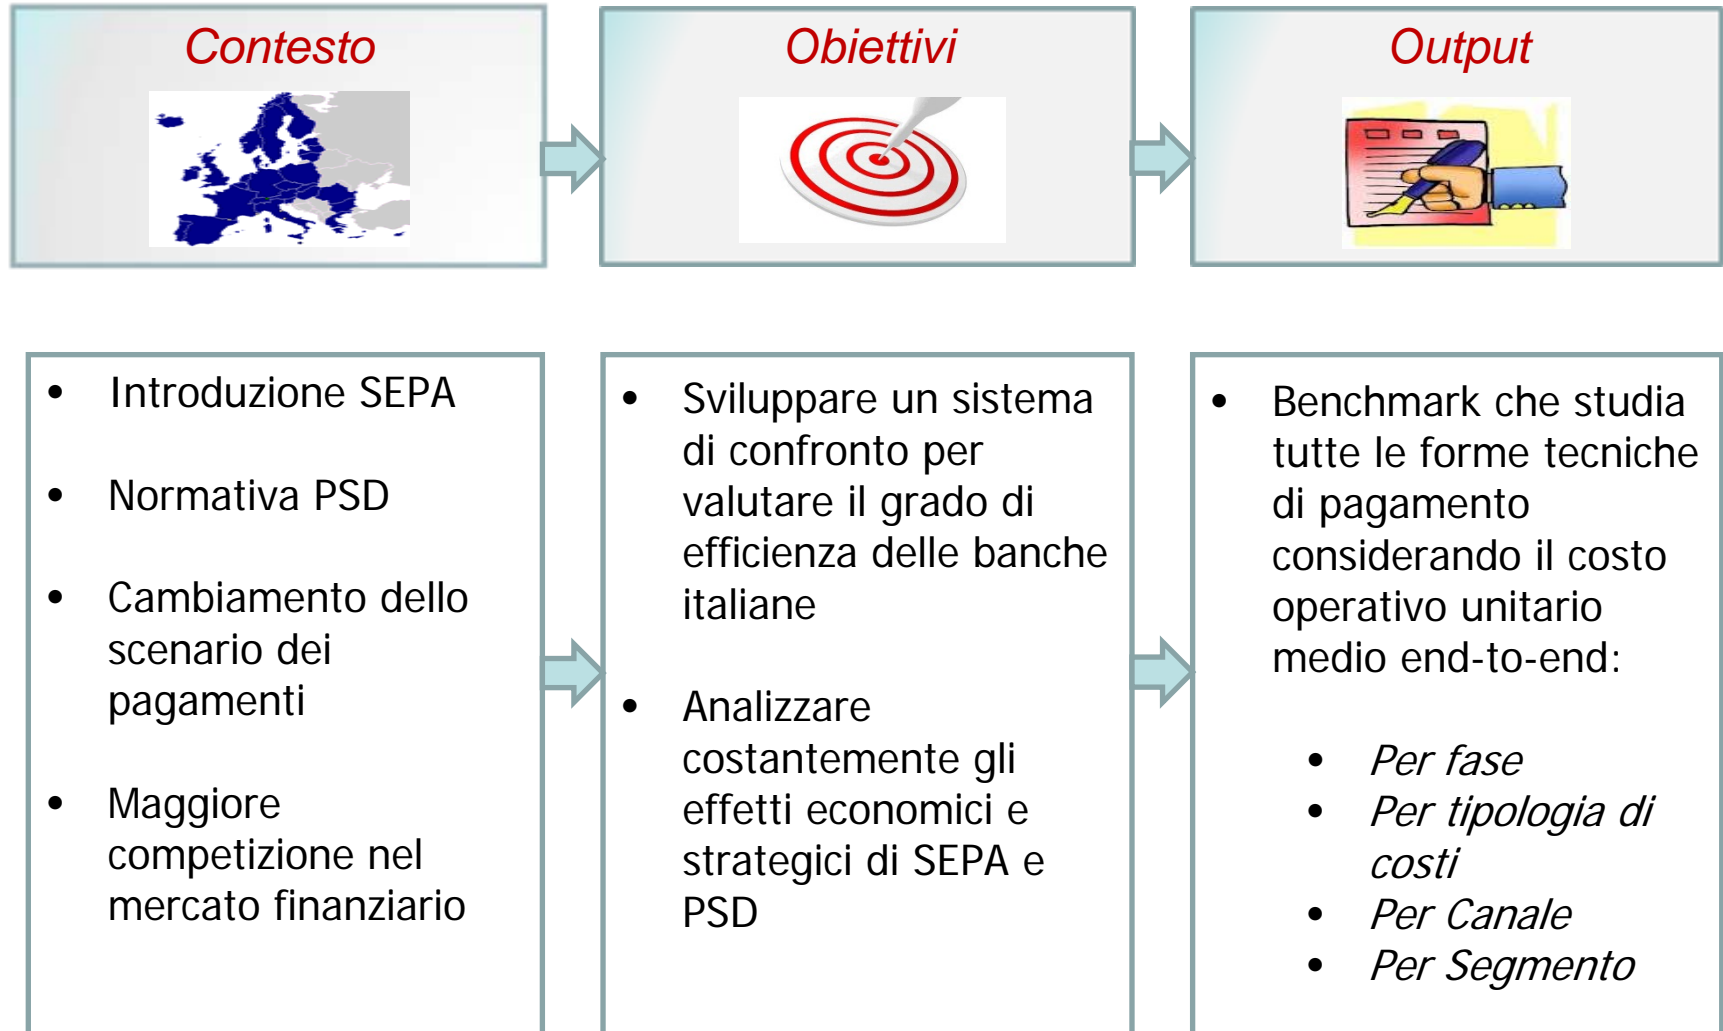 Contesto
Obiettivi
Output
• Introduzione SEPA
• Normativa PSD
• Cambiamento dello
scenario dei
pagamenti
• Maggiore
competizione nel
mercato finanziario
• Sviluppare un sistema
di confronto per
valutare il grado di
efficienza delle banche
italiane
• Analizzare
costantemente gli
effetti economici e
strategici di SEPA e
PSD
• Benchmark che studia
tutte le forme tecniche
di pagamento
considerando il costo
operativo unitario
medio end-to-end:
• Per fase
• Per tipologia di
costi
• Per Canale
• Per Segmento